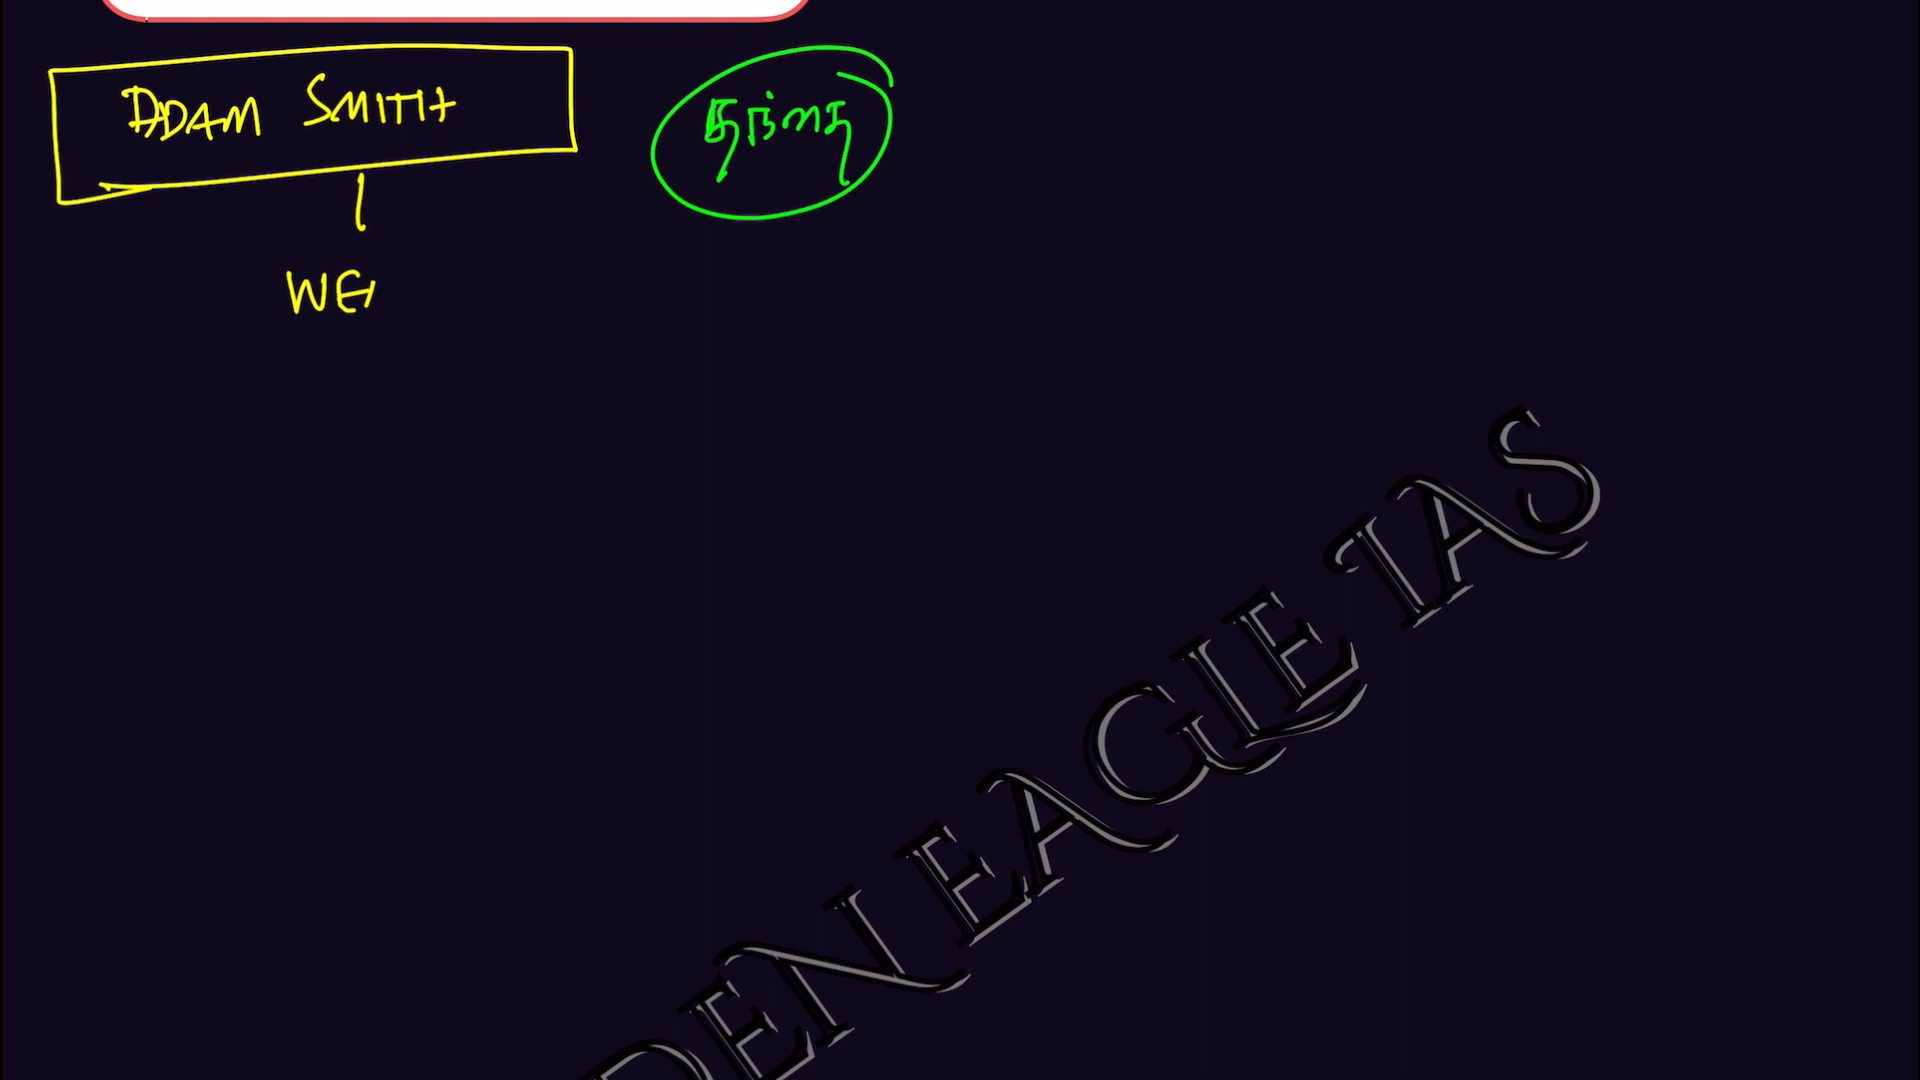 ADAM SMITH
தந்தை
WE
DEN EAGLE IAS